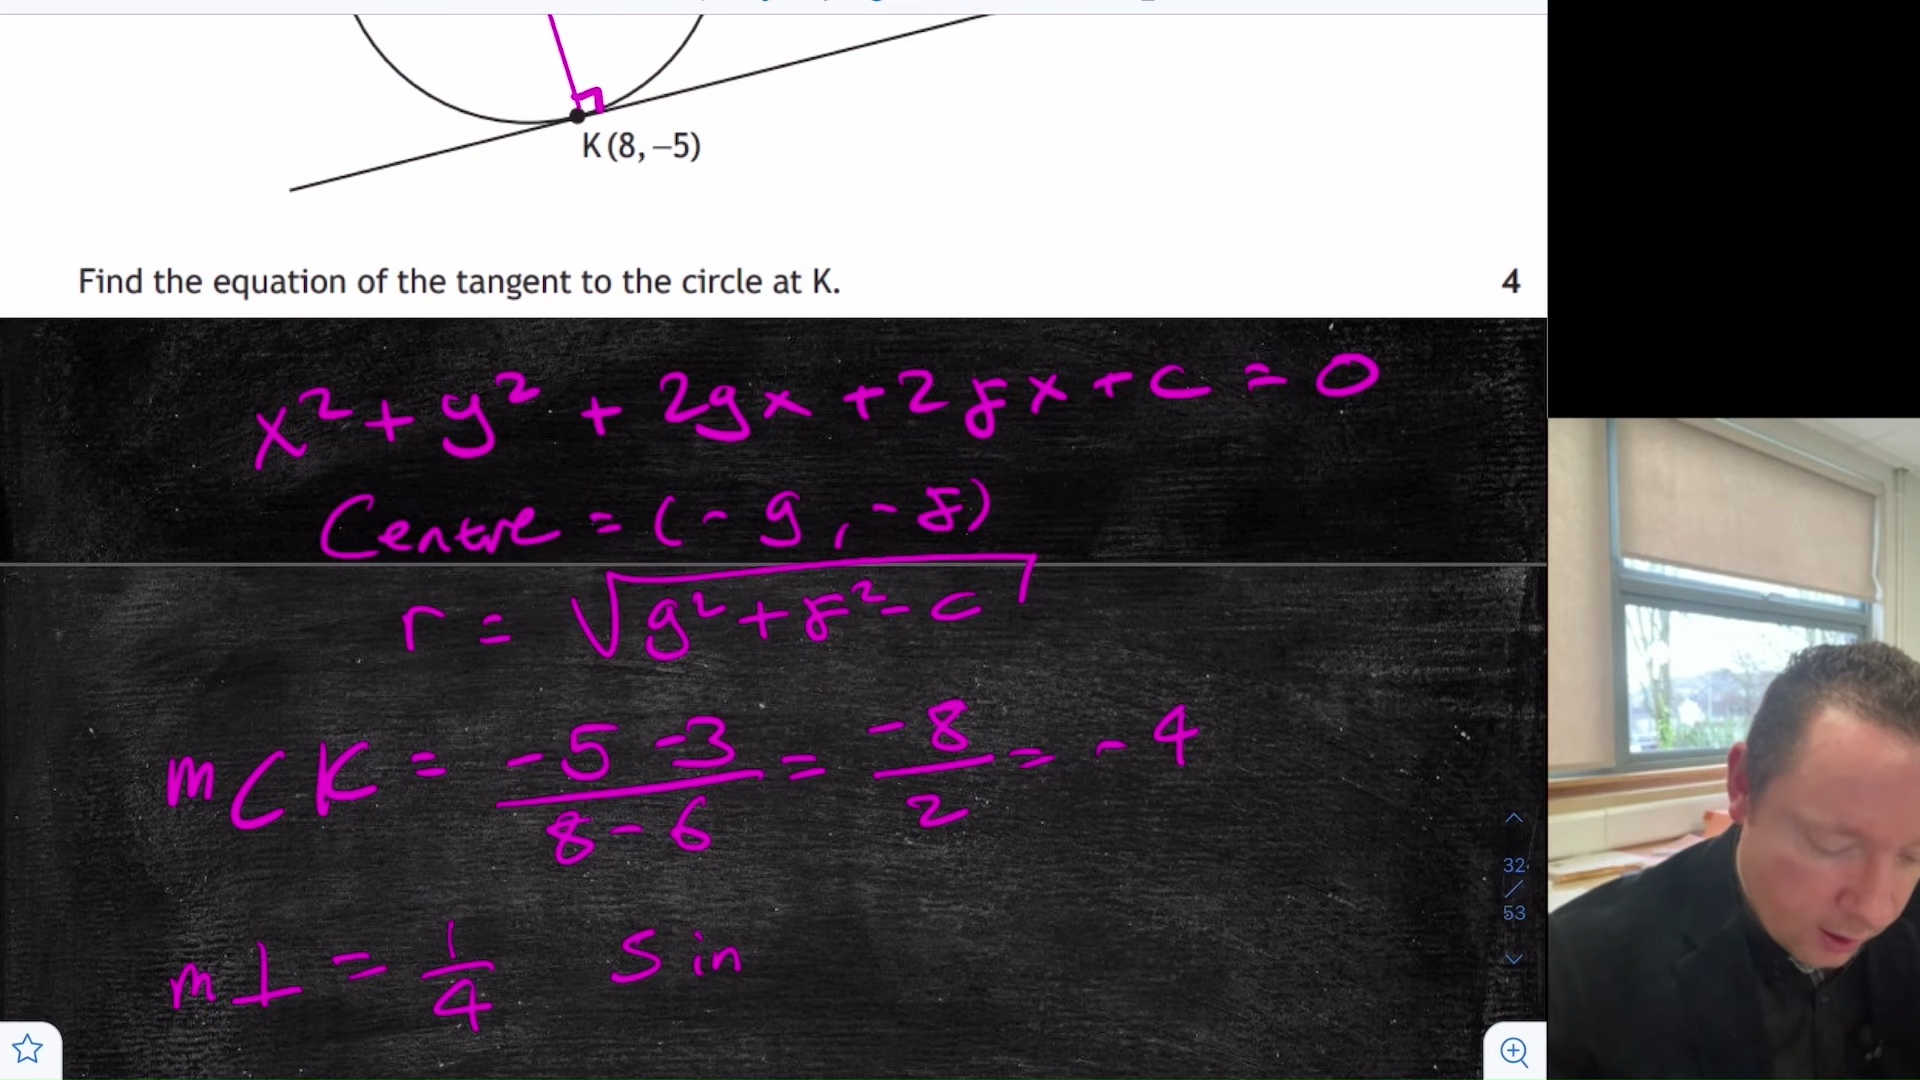 K (8, –5)
Find the equation of the tangent to the circle at K. 4
x² + y² + 2gx + 2fx + c = 0
Centre = (-g, -f)
r = √(g² + f² - c)
mCK = (-5 -3)/(8 - 6) = -8/2 = -4
m⊥ = 1/4 Sin
32
/
53